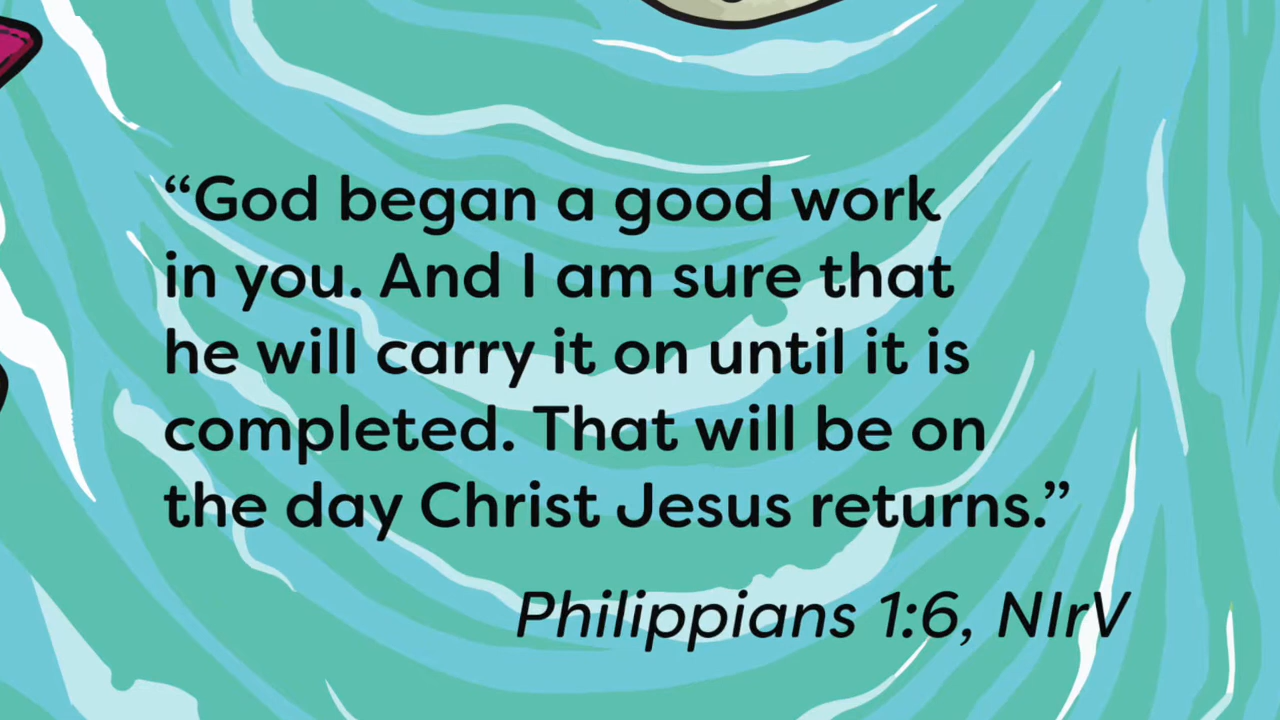 “God began a good work
in you. And I am sure that
he will carry it on until it is
completed. That will be on
the day Christ Jesus returns.”
Philippians 1:6, NIrV